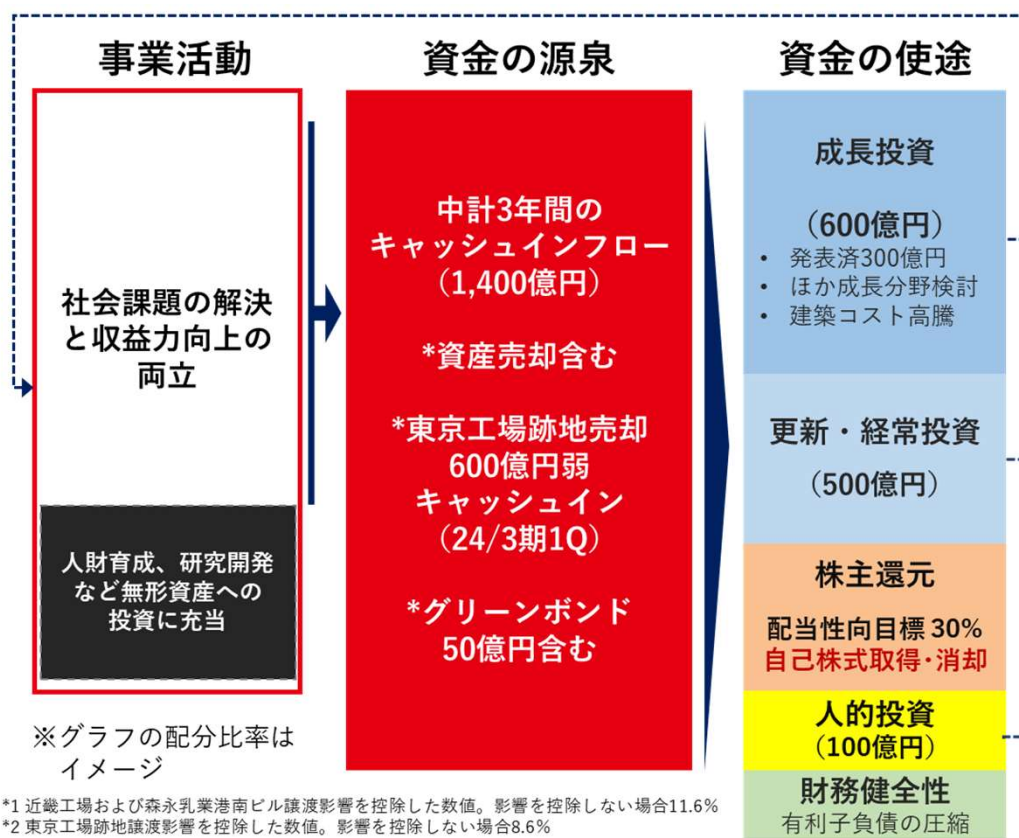 事業活動
社会課題の解決
と収益力向上の
両立
人財育成、研究開発
など無形資産への
投資に充当
※グラフの配分比率は
イメージ
資金の源泉
中計3年間の
キャッシュインフロー
(1,400億円)
*資産売却含む
*東京工場跡地売却
600億円弱
キャッシュイン
(24/3期1Q)
*グリーンボンド
50億円含む
資金の使途
成長投資
(600億円)
• 発表済300億円
• ほか成長分野検討
• 建築コスト高騰
更新・経常投資
(500億円)
株主還元
配当性向目標 30%
自己株式取得・消却
人的投資
(100億円)
財務健全性
有利子負債の圧縮
*1 近畿工場および森永乳業港南ビル譲渡影響を控除した数値。影響を控除しない場合11.6%
*2 東京工場跡地譲渡影響を控除した数値。影響を控除しない場合8.6%